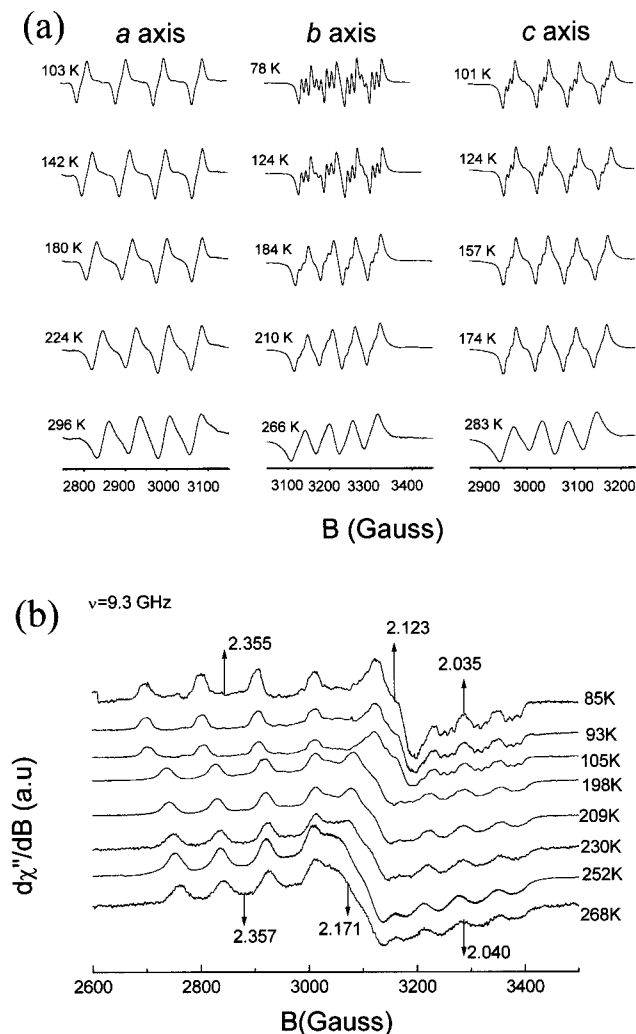 (a)
a axis b axis c axis
103 K 78 K 101 K
142 K 124 K 124 K
180 K 184 K 157 K
224 K 210 K 174 K
296 K 266 K 283 K
2800 2900 3000 3100 3100 3200 3300 3400 2900 3000 3100 3200
B (Gauss)
(b)
ν=9.3 GHz
2.355
2.123
2.035
85K
93K
105K
198K
209K
230K
252K
268K
2.357
2.171
2.040
dχ"/dB (a.u)
2600 2800 3000 3200 3400
B(Gauss)